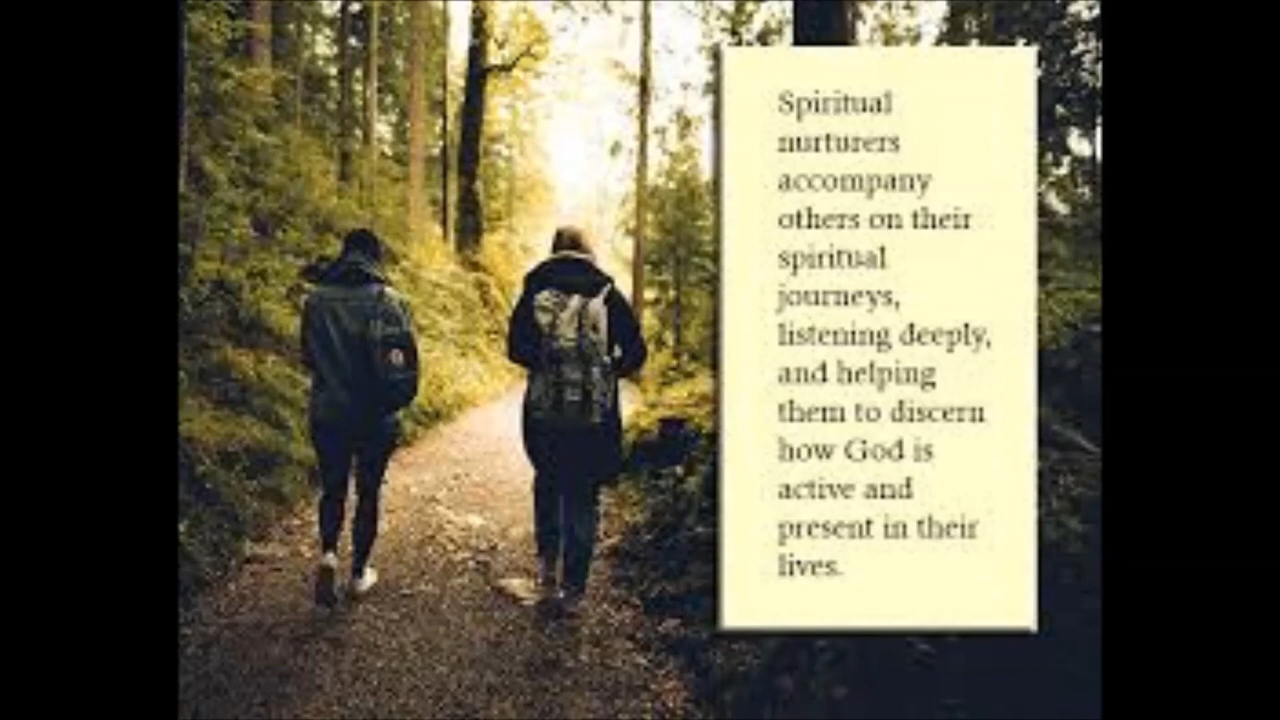 Spiritual
nurturers
accompany
others on their
spiritual
journeys,
listening deeply,
and helping
them to discern
how God is
active and
present in their
lives.